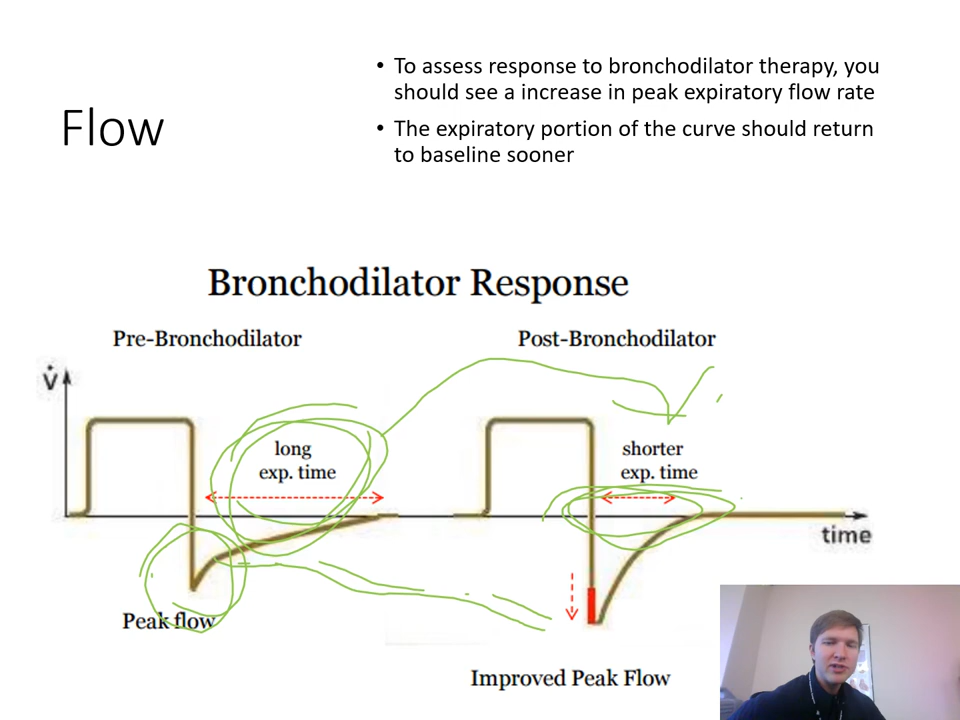 Flow
• To assess response to bronchodilator therapy, you
should see a increase in peak expiratory flow rate
• The expiratory portion of the curve should return
to baseline sooner
Bronchodilator Response
Pre-Bronchodilator
Post-Bronchodilator
V̇
long
exp. time
shorter
exp. time
time
Peak flow
Improved Peak Flow